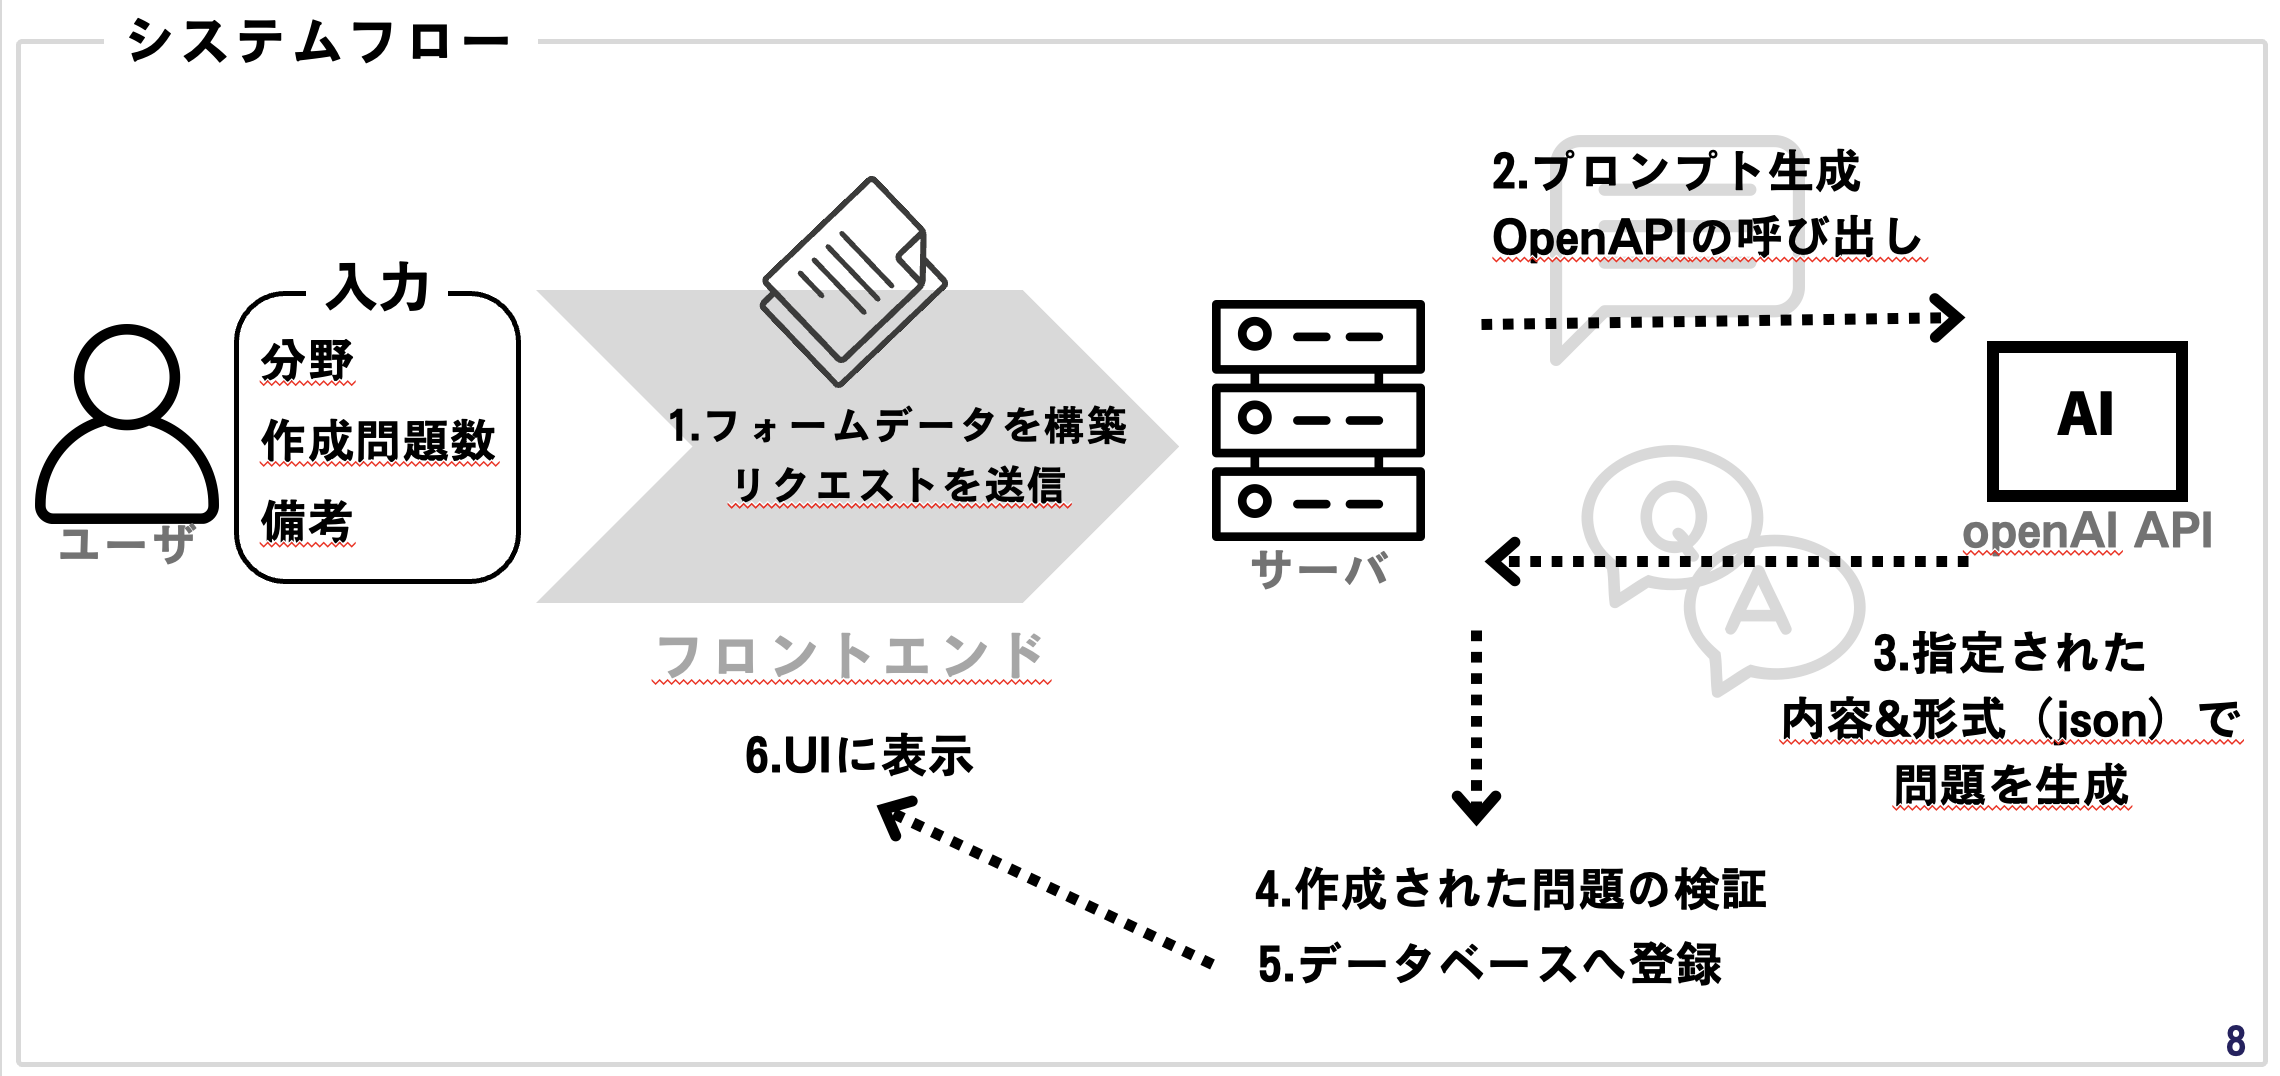 システムフロー
入力
分野
作成問題数
備考
ユーザ
1.フォームデータを構築
リクエストを送信
フロントエンド
サーバ
2.プロンプト生成
OpenAPIの呼び出し
AI
openAI API
Q
A
3.指定された
内容&形式（json）で
問題を生成
4.作成された問題の検証
5.データベースへ登録
6.UIに表示
8